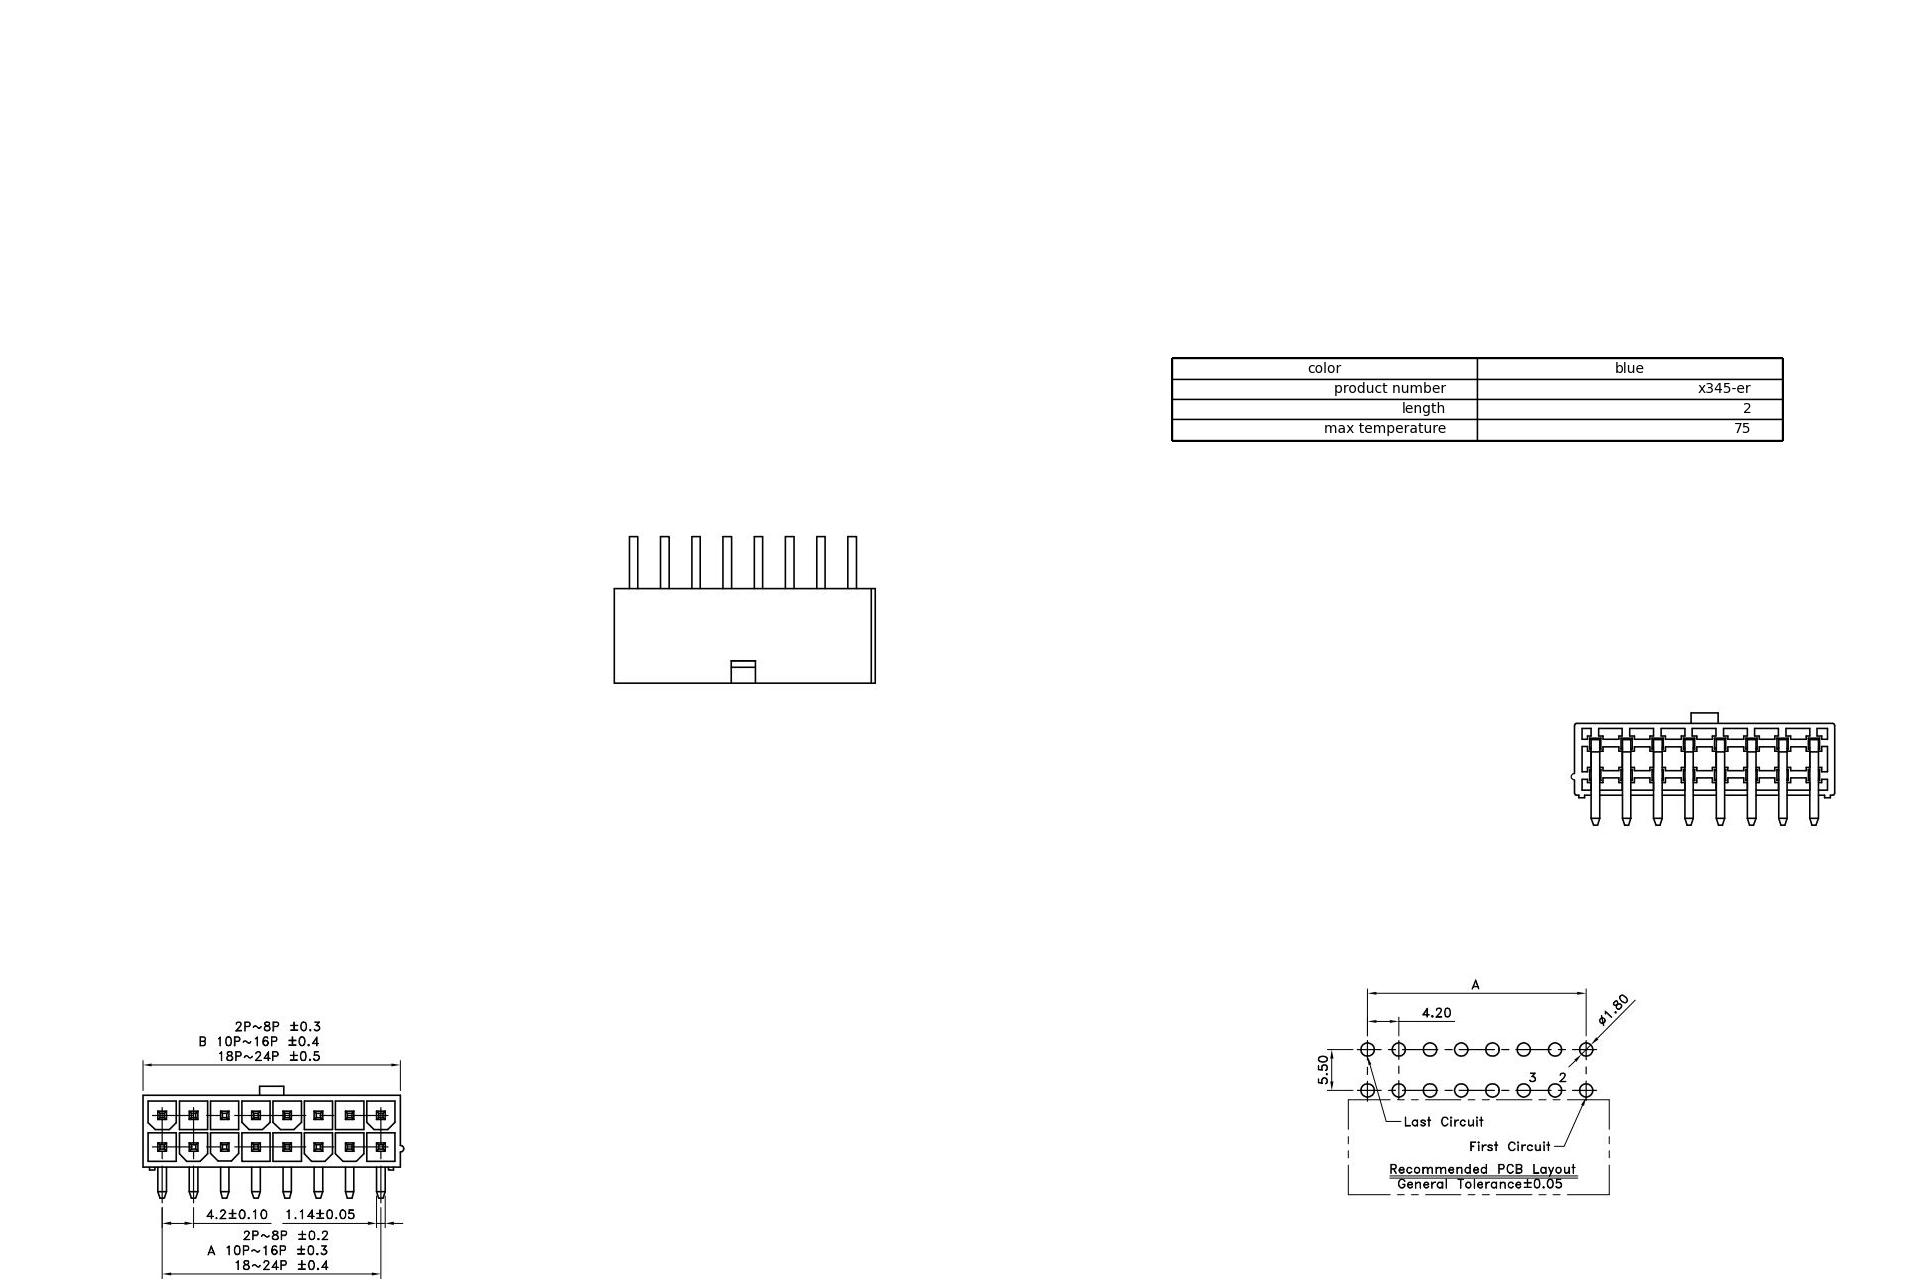 color blue
product number x345-er
length 2
max temperature 75
A
4.20
ø1.80
5.50
3 2
Last Circuit
First Circuit
Recommended PCB Layout
General Tolerance±0.05
2P~8P ±0.3
B 10P~16P ±0.4
18P~24P ±0.5
4.2±0.10 1.14±0.05
2P~8P ±0.2
A 10P~16P ±0.3
18~24P ±0.4